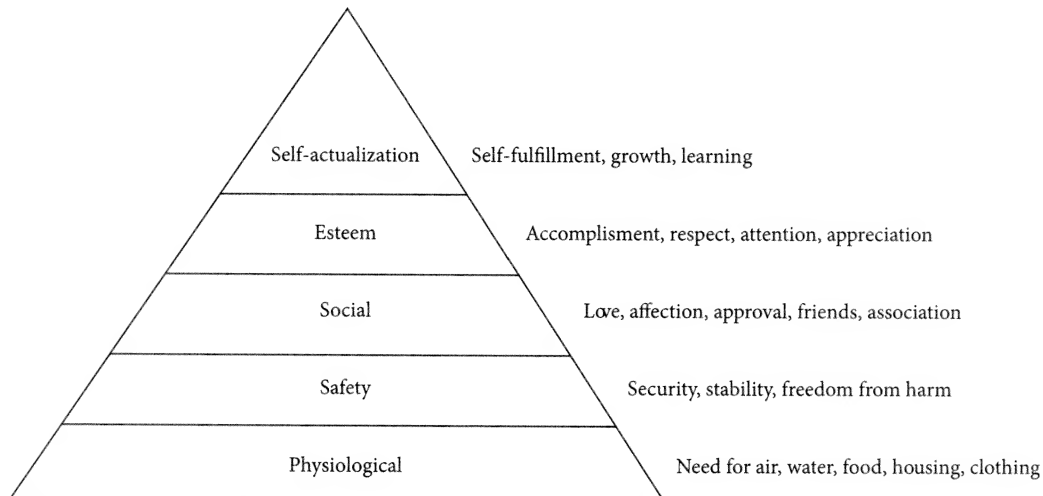 Self-actualization Self-fulfillment, growth, learning
Esteem Accomplisment, respect, attention, appreciation
Social Love, affection, approval, friends, association
Safety Security, stability, freedom from harm
Physiological Need for air, water, food, housing, clothing